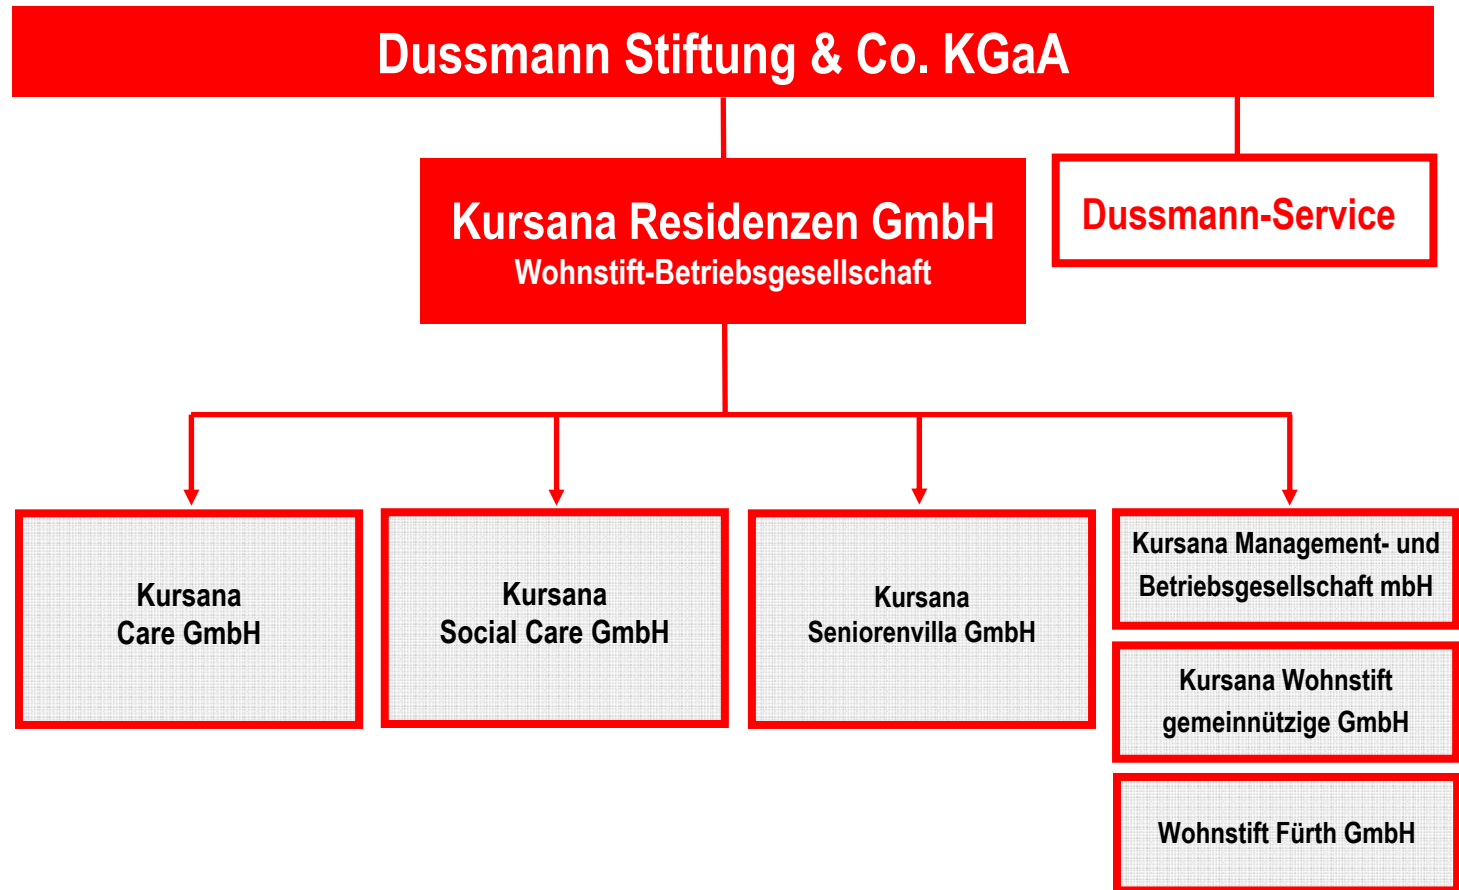 Dussmann Stiftung & Co. KGaA
Kursana Residenzen GmbH
Wohnstift-Betriebsgesellschaft
Dussmann-Service
Kursana
Care GmbH
Kursana
Social Care GmbH
Kursana
Seniorenvilla GmbH
Kursana Management- und
Betriebsgesellschaft mbH
Kursana Wohnstift
gemeinnützige GmbH
Wohnstift Fürth GmbH